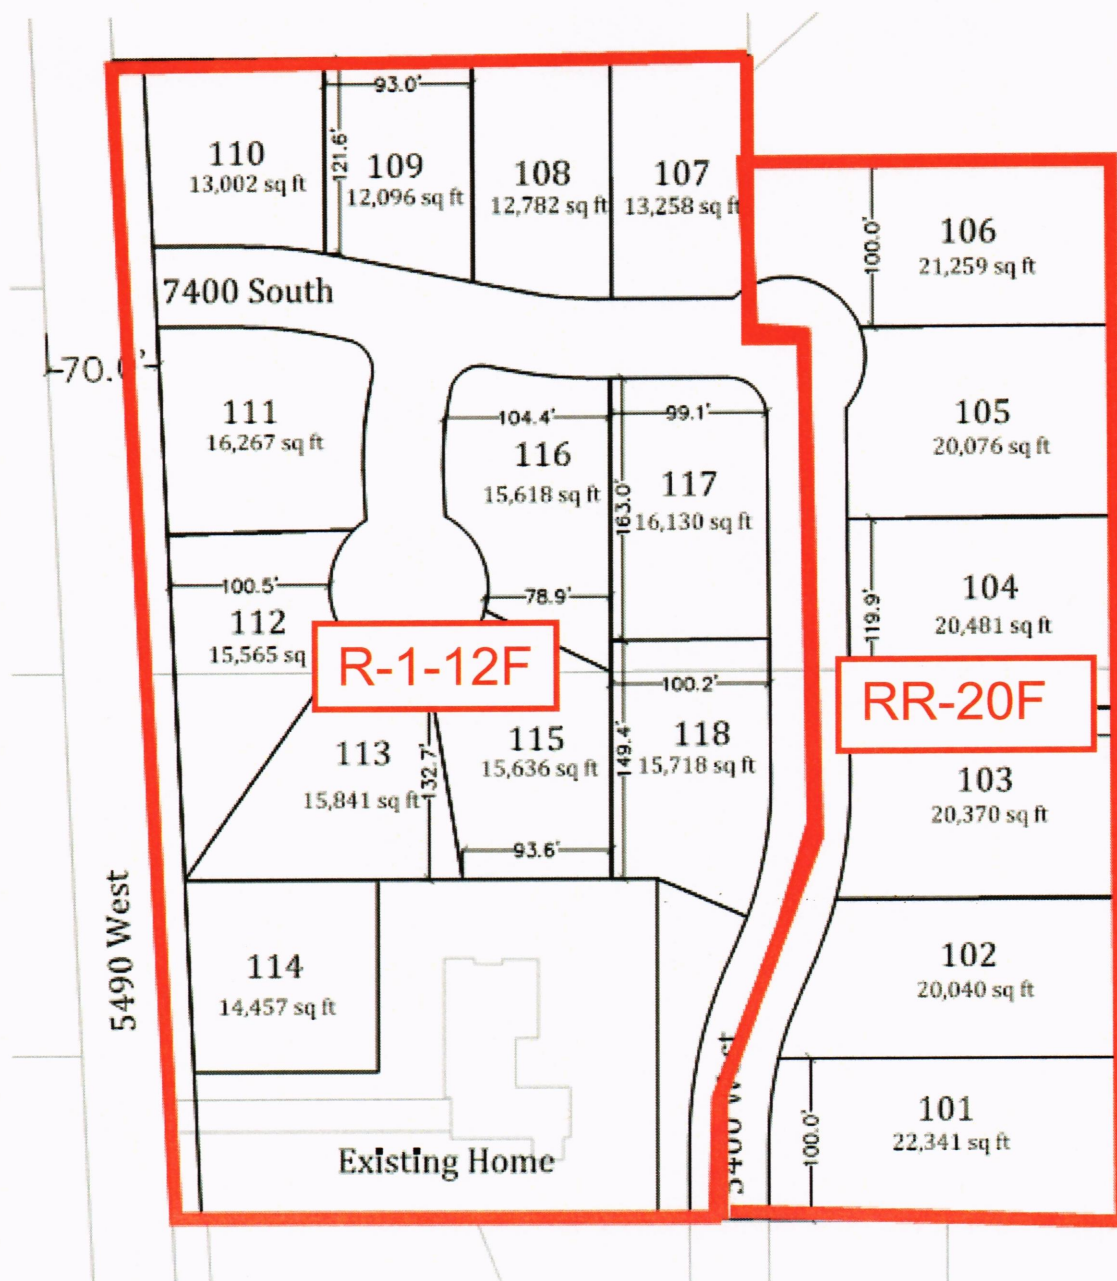 93.0'
110
13,002 sq ft
121.6'
109
12,096 sq ft
108
12,782 sq ft
107
13,258 sq ft
100.0'
106
21,259 sq ft
7400 South
70.0'
111
16,267 sq ft
104.4'
116
15,618 sq ft
99.1'
163.0'
117
16,130 sq ft
105
20,076 sq ft
100.5'
112
15,565 sq
78.9'
119.9'
104
20,481 sq ft
R-1-12F
RR-20F
100.2'
113
15,841 sq ft
132.7'
115
15,636 sq ft
149.4'
118
15,718 sq ft
103
20,370 sq ft
93.6'
5490 West
114
14,457 sq ft
102
20,040 sq ft
Existing Home
100.0'
101
22,341 sq ft